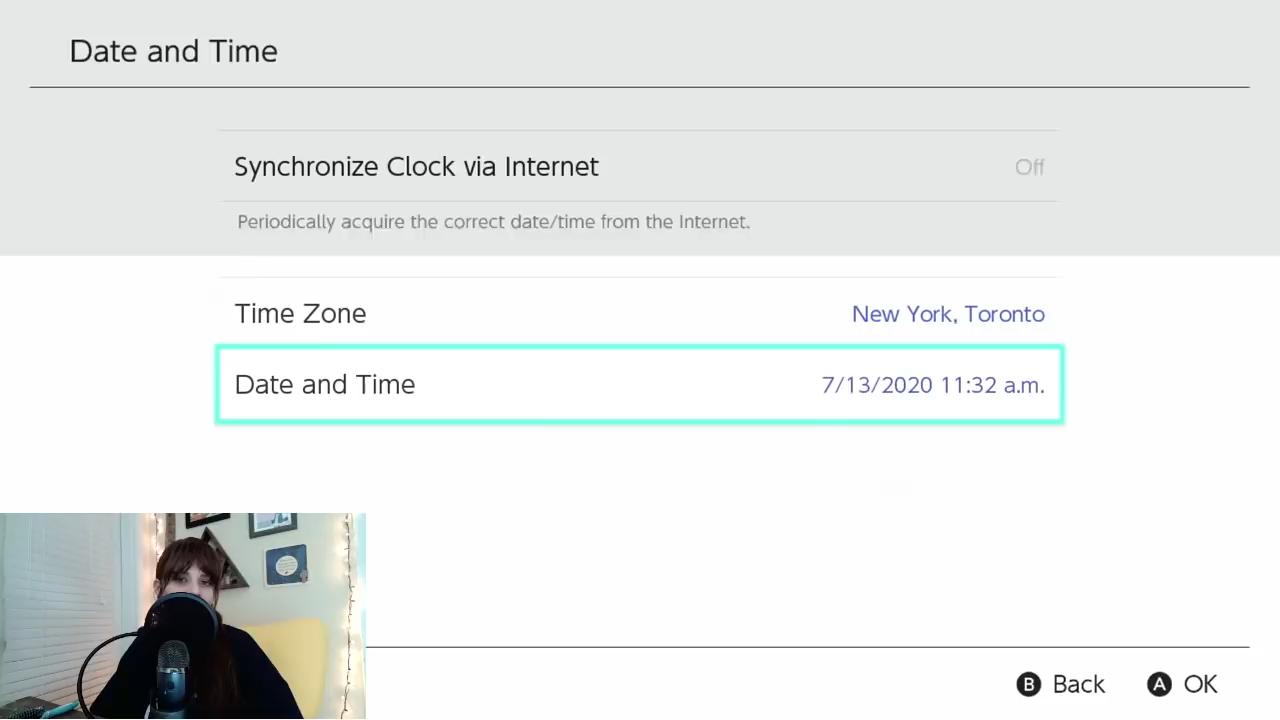 Date and Time
Synchronize Clock via Internet Off
Periodically acquire the correct date/time from the Internet.
Time Zone New York, Toronto
Date and Time 7/13/2020 11:32 a.m.
B Back A OK